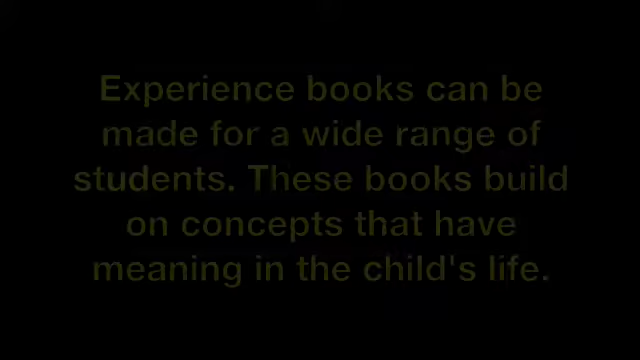 Experience books can be
made for a wide range of
students. These books build
on concepts that have
meaning in the child's life.